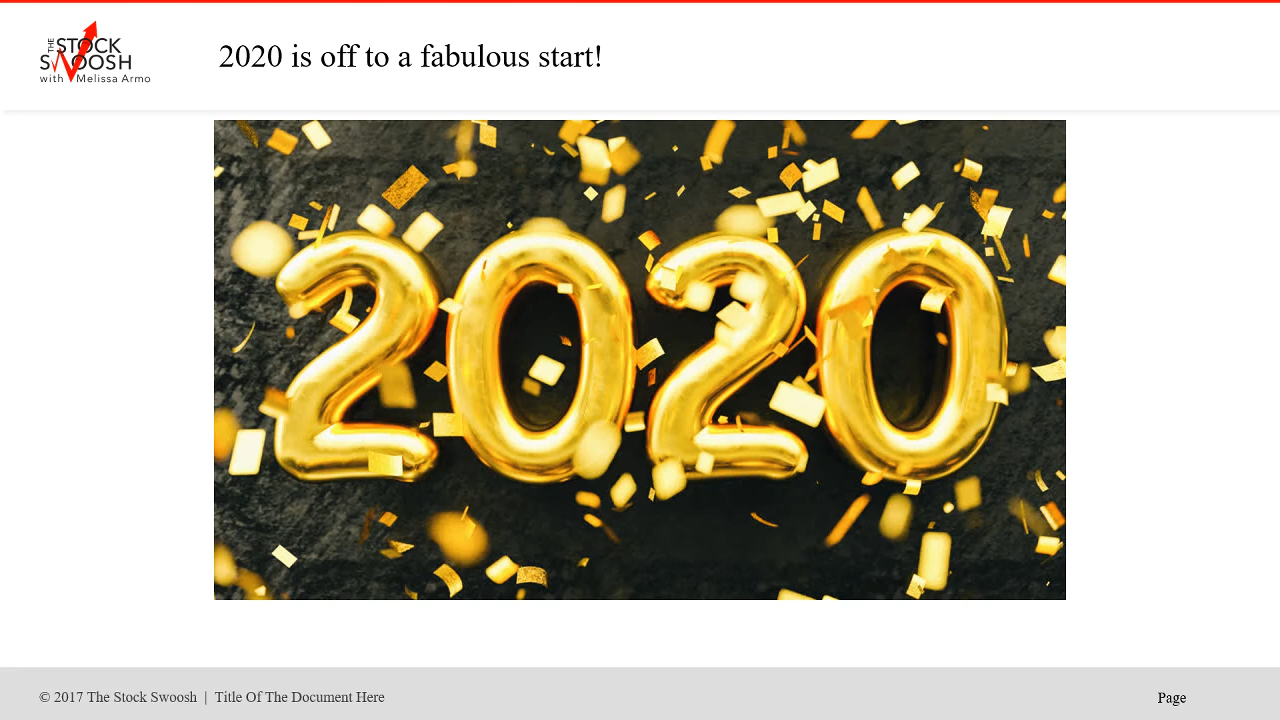 THE STOCK
SWOOSH
with Melissa Armo
2020 is off to a fabulous start!
2020
© 2017 The Stock Swoosh | Title Of The Document Here
Page